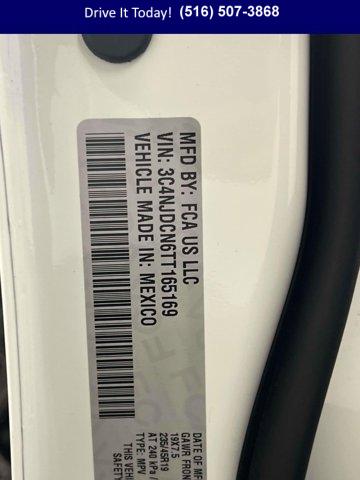 Drive It Today! (516) 507-3868
MFD BY: FCA US LLC
VIN: 3C4NJDCN6TT165169
VEHICLE MADE IN: MEXICO
DATE OF MF
GAWR FRON
19X7.5
235/45R19
AT 240 kPa /
TYPE: MPV
THIS VEHI
SAFETY